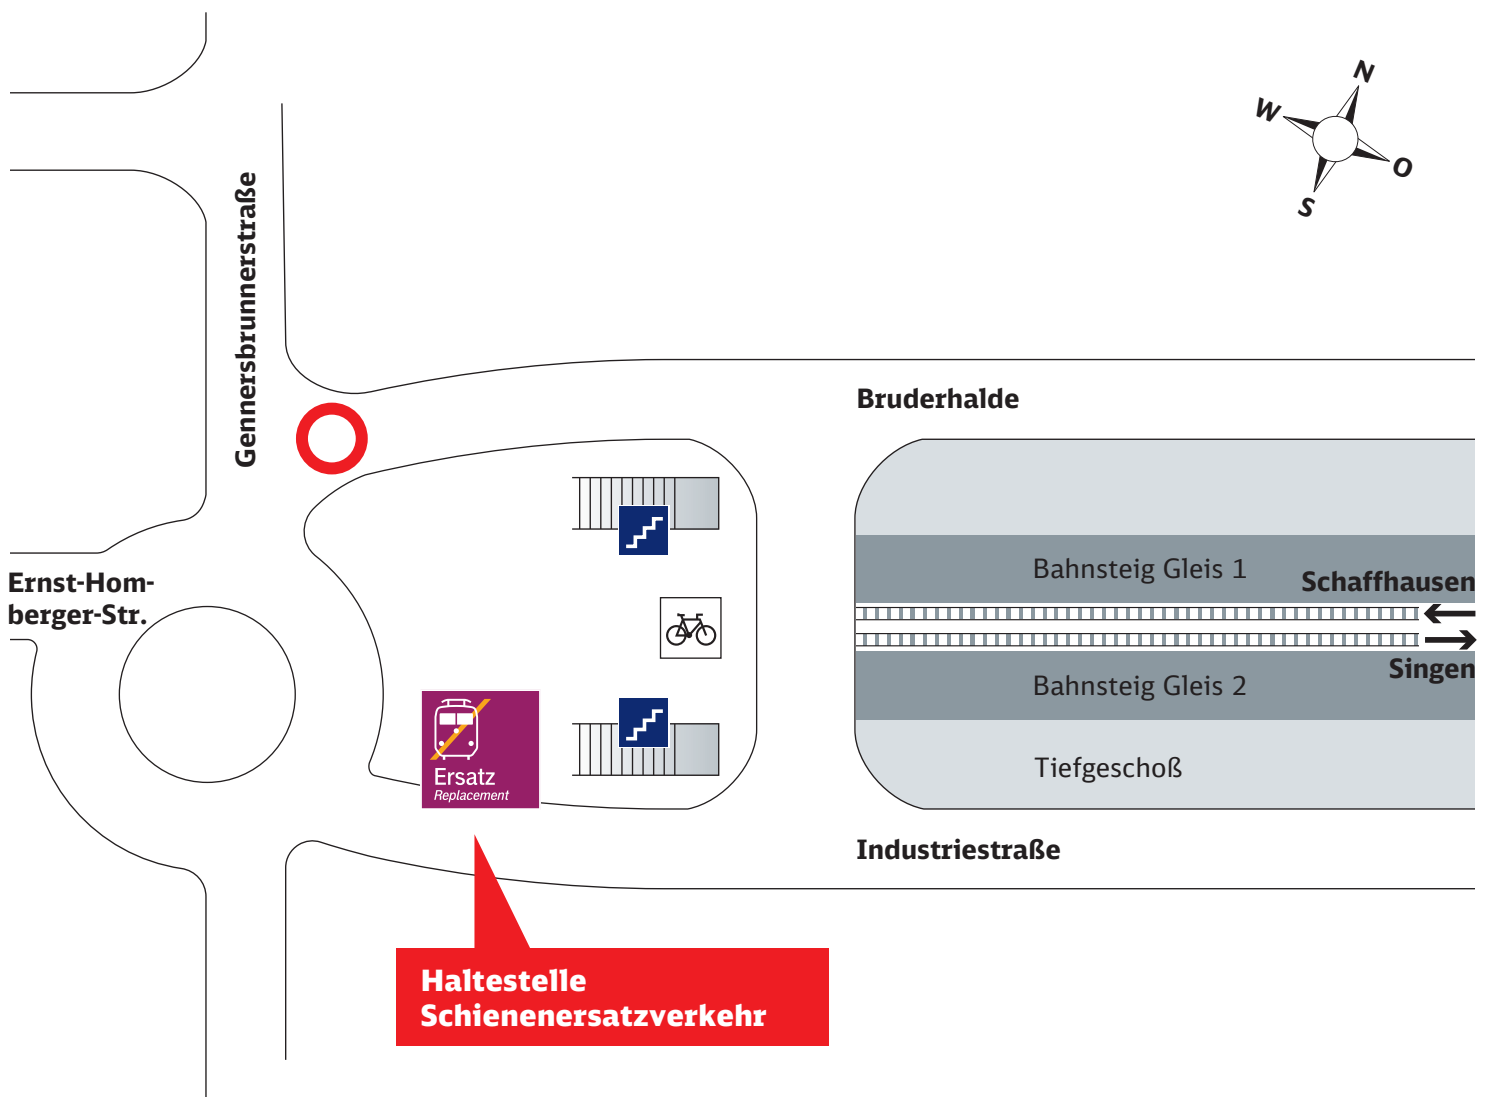 N
W
O
S
Gennersbrunnerstraße
Bruderhalde
Bahnsteig Gleis 1
Schaffhausen
Ernst-Hom-
berger-Str.
Singen
Bahnsteig Gleis 2
Ersatz
Replacement
Tiefgeschoß
Industriestraße
Haltestelle
Schienenersatzverkehr